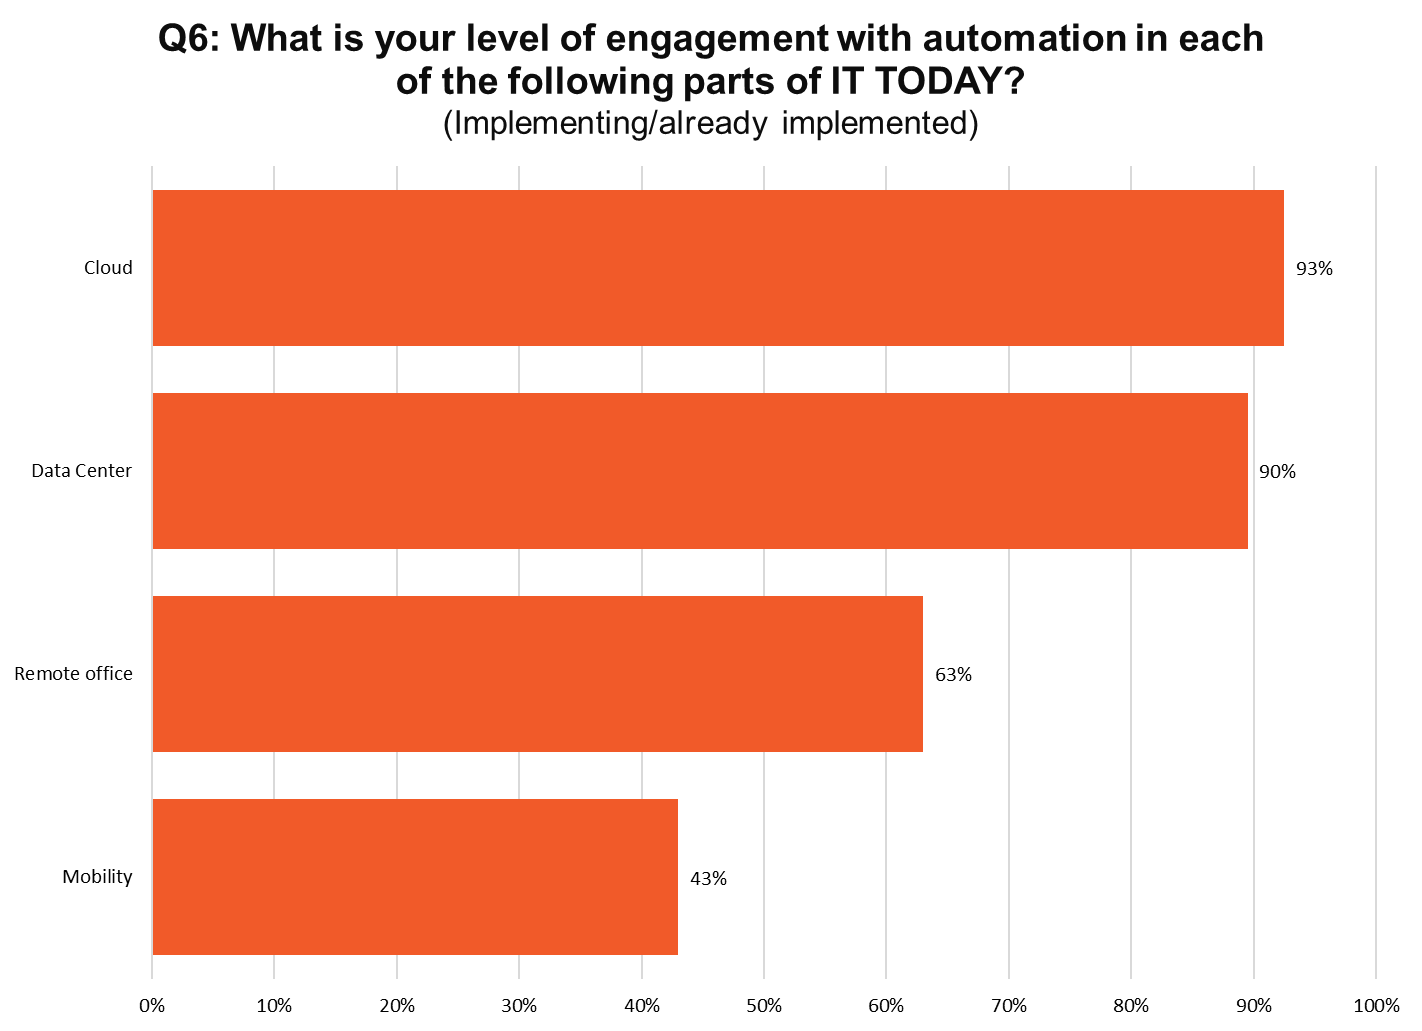 Q6: What is your level of engagement with automation in each
of the following parts of IT TODAY?
(Implementing/already implemented)
Cloud
93%
Data Center
90%
Remote office
63%
Mobility
43%
0% 10% 20% 30% 40% 50% 60% 70% 80% 90% 100%